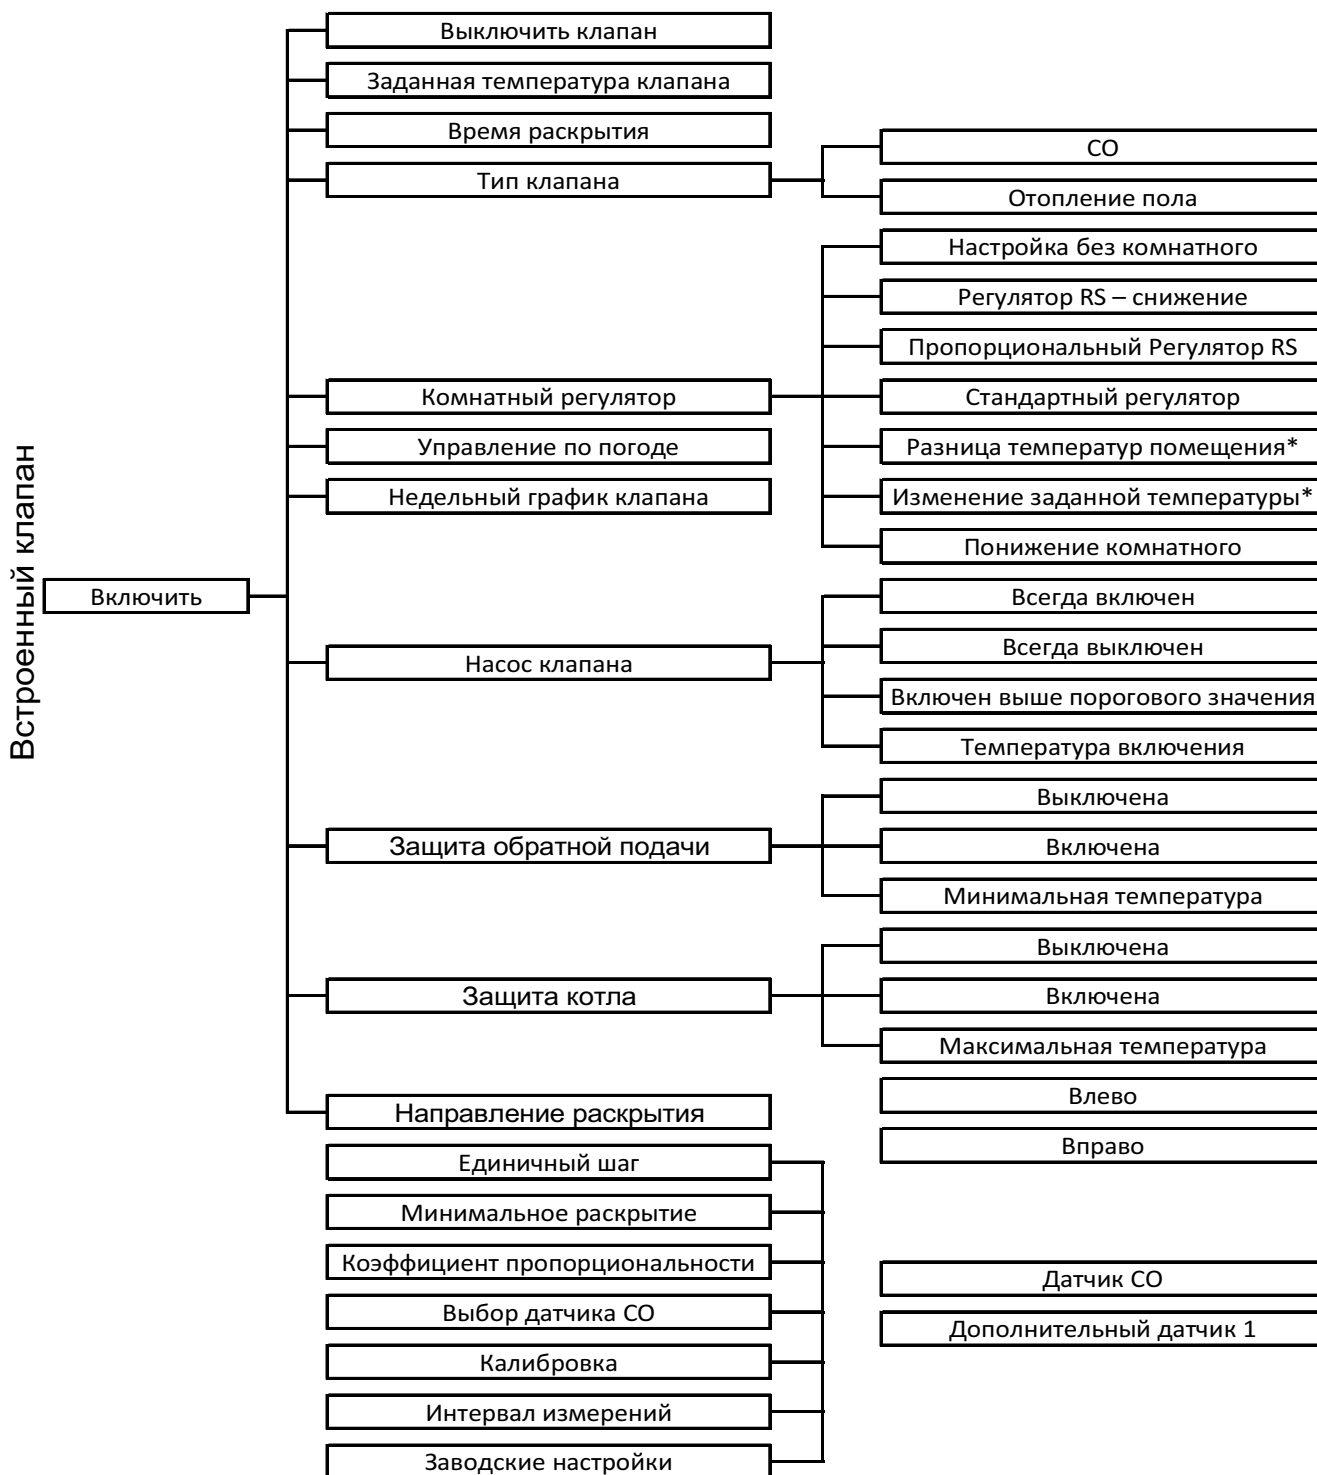 Встроенный клапан
Включить
Выключить клапан
Заданная температура клапана
Время раскрытия
Тип клапана
СО
Отопление пола
Комнатный регулятор
Настройка без комнатного
Регулятор RS – снижение
Пропорциональный Регулятор RS
Стандартный регулятор
Разница температур помещения*
Изменение заданной температуры*
Понижение комнатного
Управление по погоде
Недельный график клапана
Насос клапана
Всегда включен
Всегда выключен
Включен выше порогового значения
Температура включения
Защита обратной подачи
Выключена
Включена
Минимальная температура
Защита котла
Выключена
Включена
Максимальная температура
Направление раскрытия
Влево
Вправо
Единичный шаг
Минимальное раскрытие
Коэффициент пропорциональности
Выбор датчика СО
Датчик СО
Дополнительный датчик 1
Калибровка
Интервал измерений
Заводские настройки